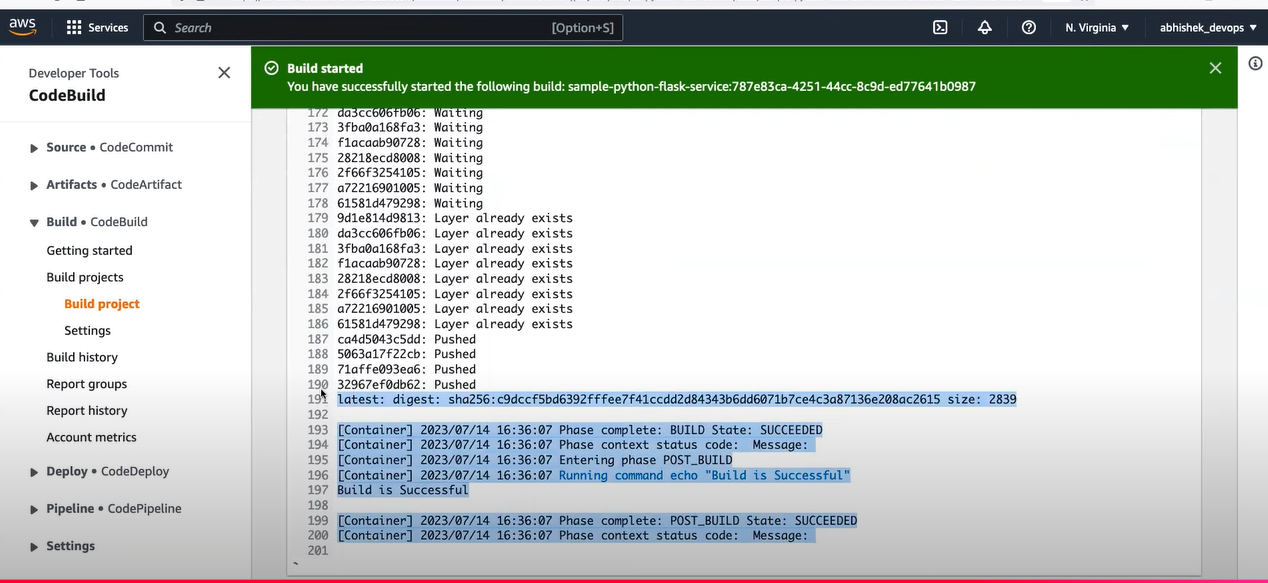 aws
Services
Search
[Option+S]
N. Virginia
abhishek_devops
Developer Tools
CodeBuild
Source • CodeCommit
Artifacts • CodeArtifact
Build • CodeBuild
Getting started
Build projects
Build project
Settings
Build history
Report groups
Report history
Account metrics
Deploy • CodeDeploy
Pipeline • CodePipeline
Settings
Build started
You have successfully started the following build: sample-python-flask-service:787e83ca-4251-44cc-8c9d-ed77641b0987
172 da3cc606fb06: Waiting
173 3fba0a168fa3: Waiting
174 f1acaab90728: Waiting
175 28218ecd8008: Waiting
176 2f66f3254105: Waiting
177 a72216901005: Waiting
178 61581d479298: Waiting
179 9d1e814d9813: Layer already exists
180 da3cc606fb06: Layer already exists
181 3fba0a168fa3: Layer already exists
182 f1acaab90728: Layer already exists
183 28218ecd8008: Layer already exists
184 2f66f3254105: Layer already exists
185 a72216901005: Layer already exists
186 61581d479298: Layer already exists
187 ca4d5043c5dd: Pushed
188 5063a17f22cb: Pushed
189 71affe093ea6: Pushed
190 32967ef0db62: Pushed
191 latest: digest: sha256:c9dccf5bd6392fffee7f41ccdd2d84343b6dd6071b7ce4c3a87136e208ac2615 size: 2839
192
193 [Container] 2023/07/14 16:36:07 Phase complete: BUILD State: SUCCEEDED
194 [Container] 2023/07/14 16:36:07 Phase context status code:  Message:
195 [Container] 2023/07/14 16:36:07 Entering phase POST_BUILD
196 [Container] 2023/07/14 16:36:07 Running command echo "Build is Successful"
197 Build is Successful
198
199 [Container] 2023/07/14 16:36:07 Phase complete: POST_BUILD State: SUCCEEDED
200 [Container] 2023/07/14 16:36:07 Phase context status code:  Message:
201